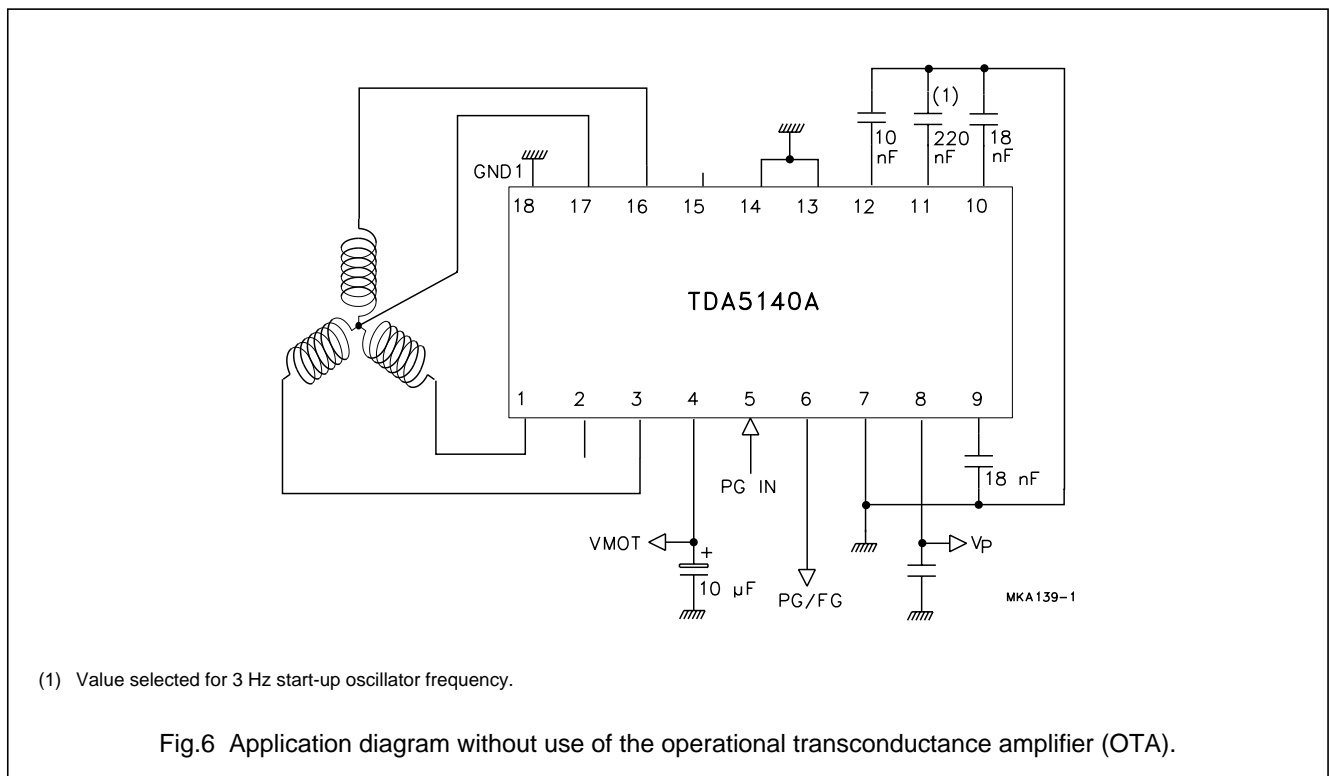 (1)
10
nF
220
nF
18
nF
GND1
18 17 16 15 14 13 12 11 10
TDA5140A
1 2 3 4 5 6 7 8 9
PG IN
18 nF
VMOT
+
10 µF
PG/FG
VP
MKA139-1
(1) Value selected for 3 Hz start-up oscillator frequency.
Fig.6 Application diagram without use of the operational transconductance amplifier (OTA).